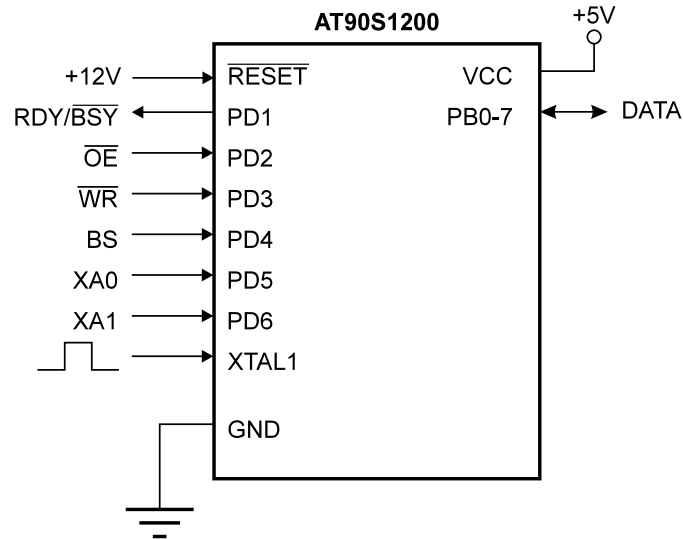 AT90S1200
+5V
+12V
RESET
VCC
RDY/BSY
PD1
PB0-7
DATA
OE
PD2
WR
PD3
BS
PD4
XA0
PD5
XA1
PD6
XTAL1
GND